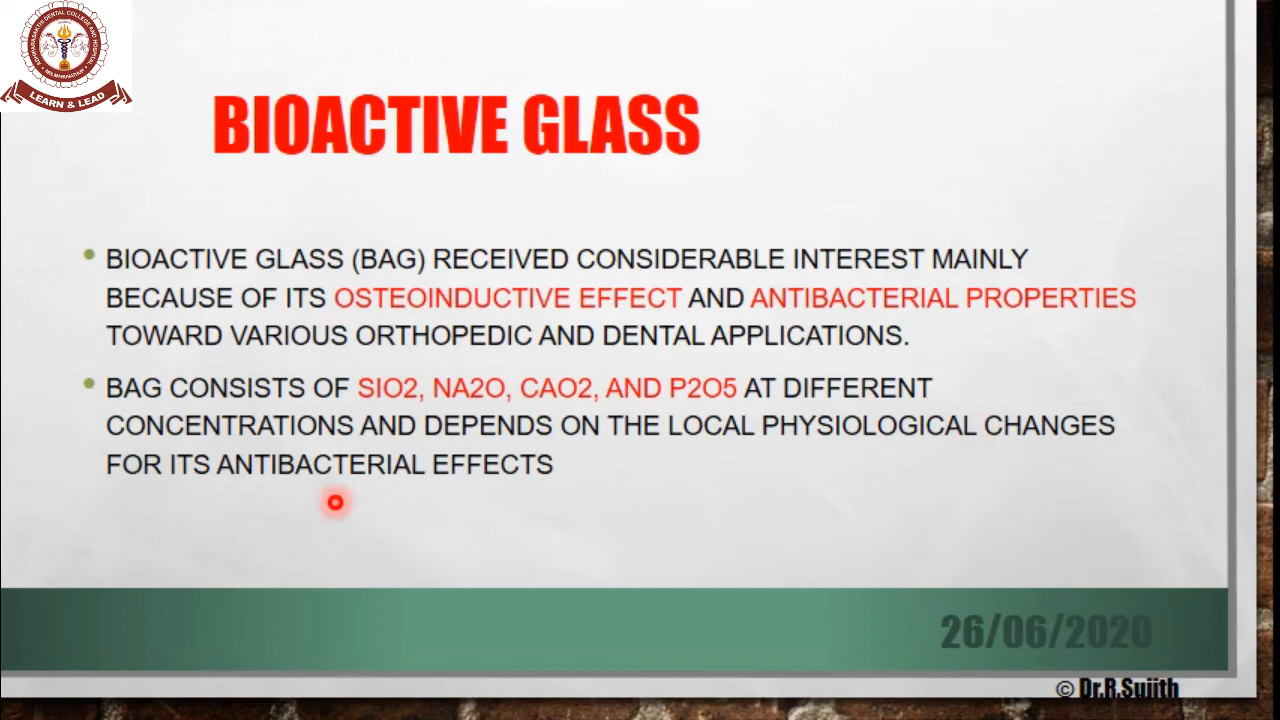 LEARN & LEAD
BIOACTIVE GLASS
• BIOACTIVE GLASS (BAG) RECEIVED CONSIDERABLE INTEREST MAINLY
BECAUSE OF ITS OSTEOINDUCTIVE EFFECT AND ANTIBACTERIAL PROPERTIES
TOWARD VARIOUS ORTHOPEDIC AND DENTAL APPLICATIONS.
• BAG CONSISTS OF SIO2, NA2O, CAO2, AND P2O5 AT DIFFERENT
CONCENTRATIONS AND DEPENDS ON THE LOCAL PHYSIOLOGICAL CHANGES
FOR ITS ANTIBACTERIAL EFFECTS
26/06/2020
© Dr.R.Sujith